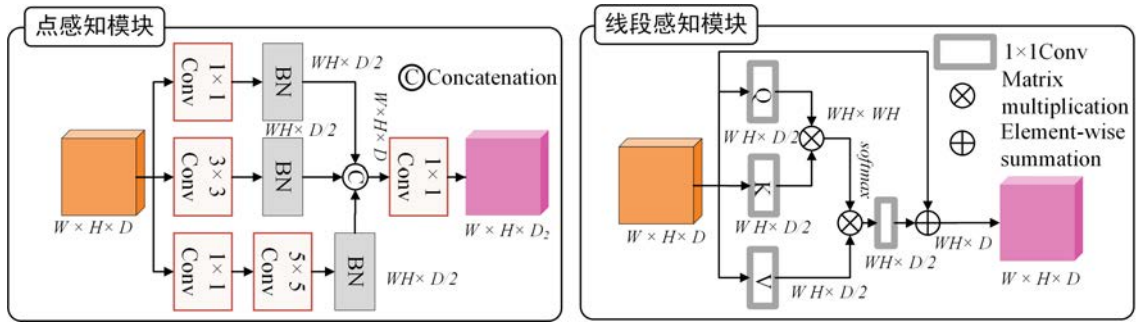 点感知模块
1×1
Conv
BN
WH× D/2
C Concatenation
WH× D/2
W×H×D
3×3
Conv
BN
C
1×1
Conv
W × H× D
W × H× D₂
1×1
Conv
5×5
Conv
BN
WH× D/2
线段感知模块
1×1Conv
Q
Matrix
multiplication
WH× WH
W H× D/2
Element-wise
summation
softmax
K
W × H× D
W H× D/2
WH× D
WH× D/2
V
W H× D/2
W × H× D